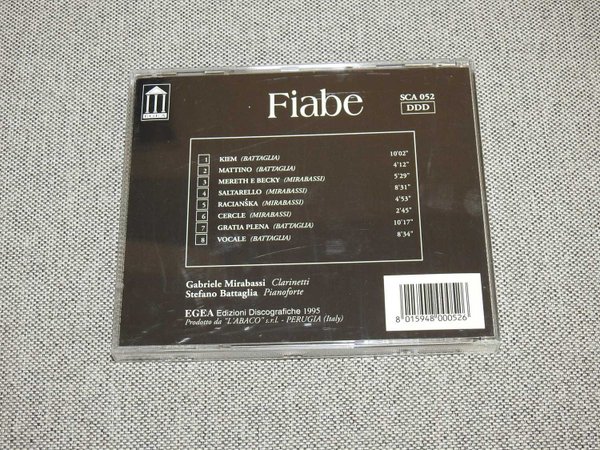 EGEA
Fiabe
SCA 052
DDD
1 KIEM (BATTAGLIA) 10'02"
2 MATTINO (BATTAGLIA) 4'12"
3 MERETH E BECKY (MIRABASSI) 5'29"
4 SALTARELLO (MIRABASSI) 8'31"
5 RACIANŠKA (MIRABASSI) 4'53"
6 CERCLE (MIRABASSI) 2'45"
7 GRATIA PLENA (BATTAGLIA) 10'17"
8 VOCALE (BATTAGLIA) 8'34"
Gabriele Mirabassi Clarinetti
Stefano Battaglia Pianoforte
EGEA Edizioni Discografiche 1995
Prodotto da "L'ABACO" s.r.l. - PERUGIA (Italy)
8 015948 000526